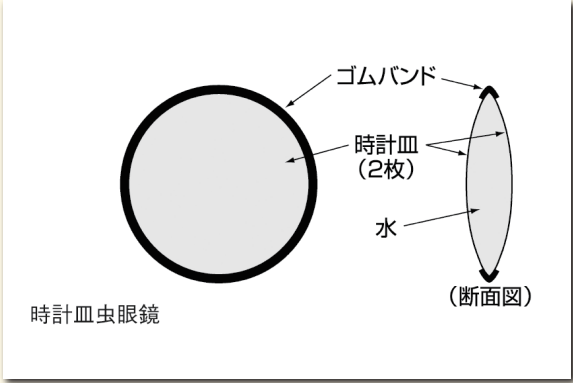 ゴムバンド
時計皿
（2枚）
水
（断面図）
時計皿虫眼鏡